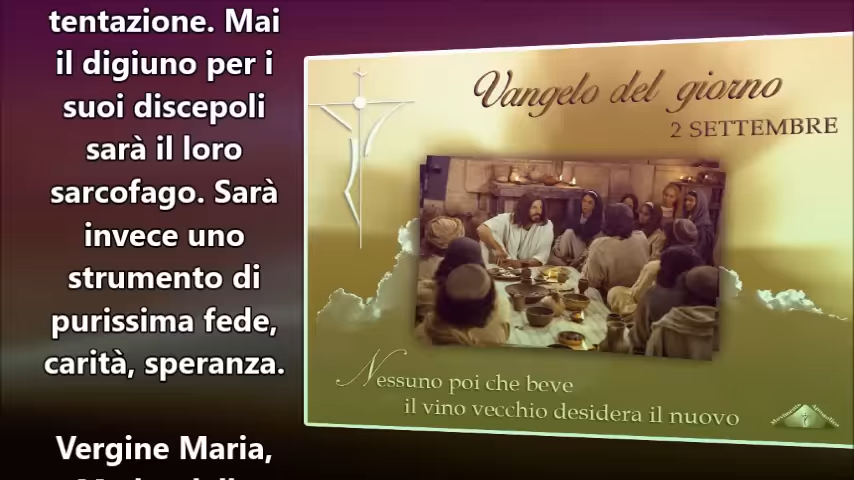 tentazione. Mai
il digiuno per i
suoi discepoli
sarà il loro
sarcofago. Sarà
invece uno
strumento di
purissima fede,
carità, speranza.
Vergine Maria,
Vangelo del giorno
2 SETTEMBRE
Nessuno poi che beve
il vino vecchio desidera il nuovo